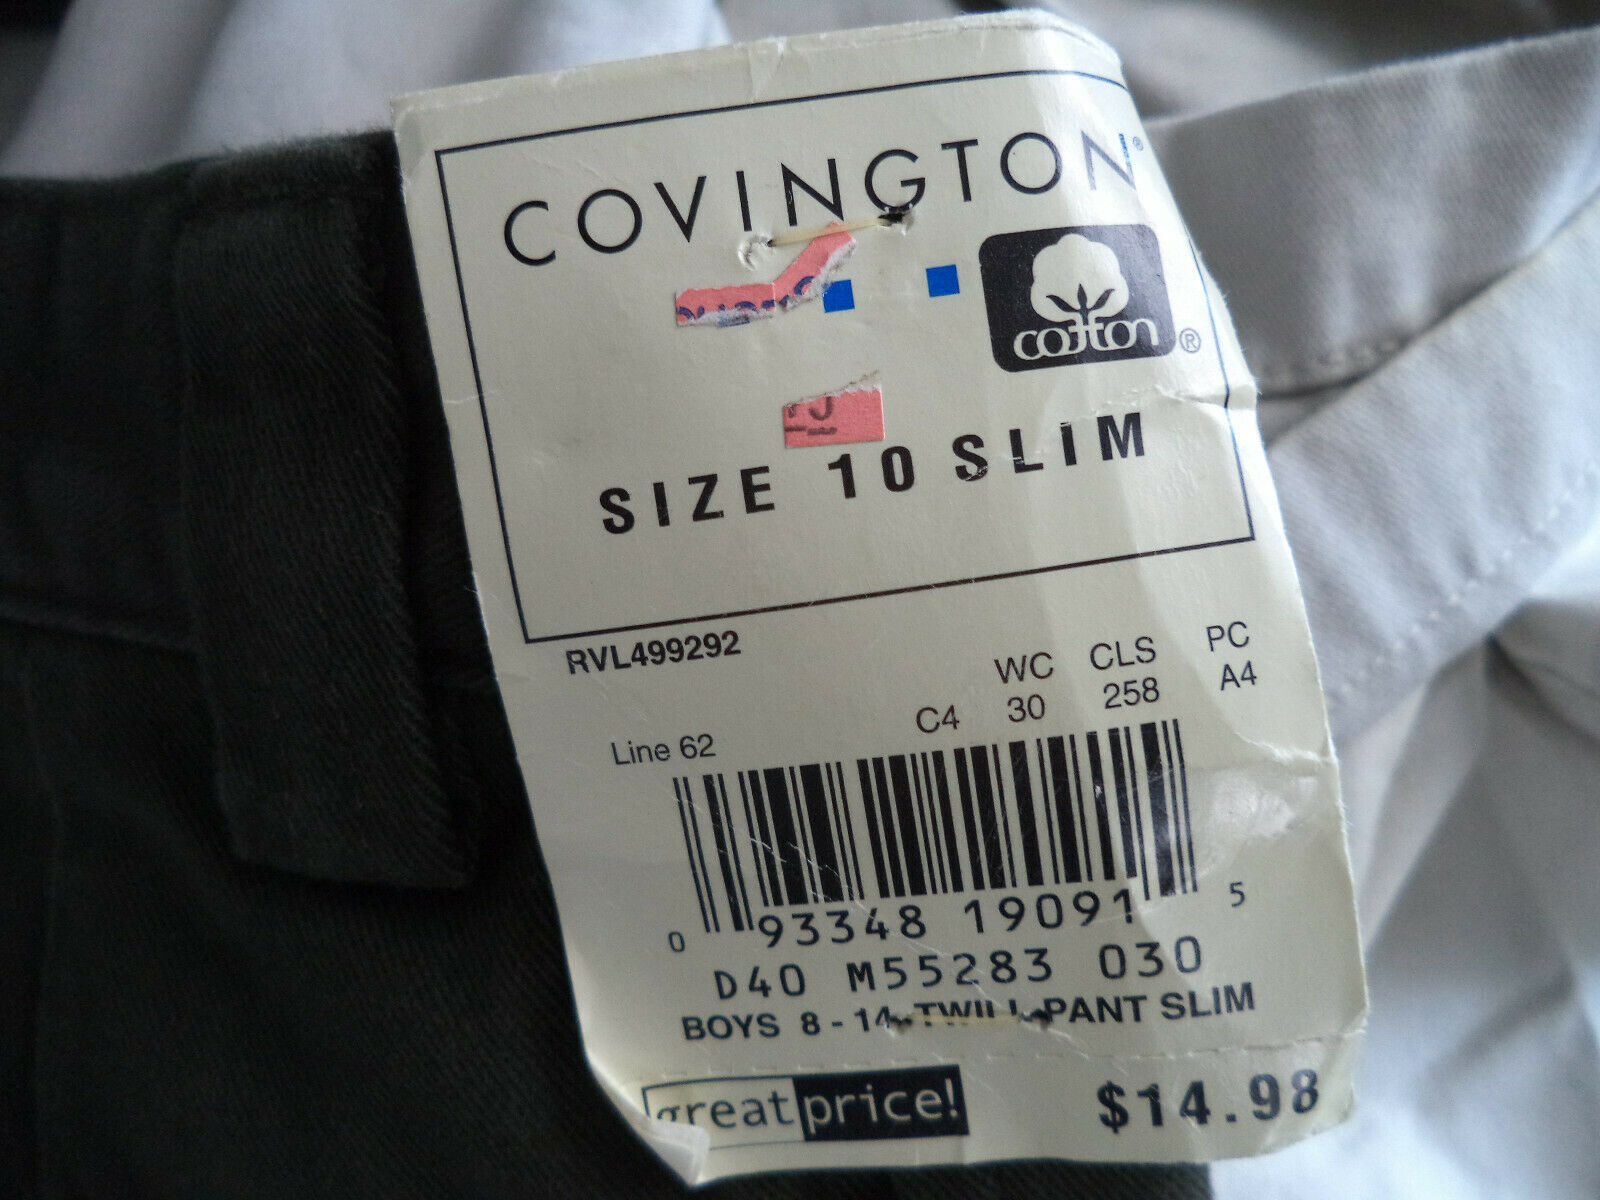 COVINGTON®
cotton ®
SIZE 10 SLIM
RVL499292
WC CLS PC
C4 30 258 A4
Line 62
0 93348 19091 5
D40 M55283 030
BOYS 8 - 14 TWILL PANT SLIM
great price! $14.98